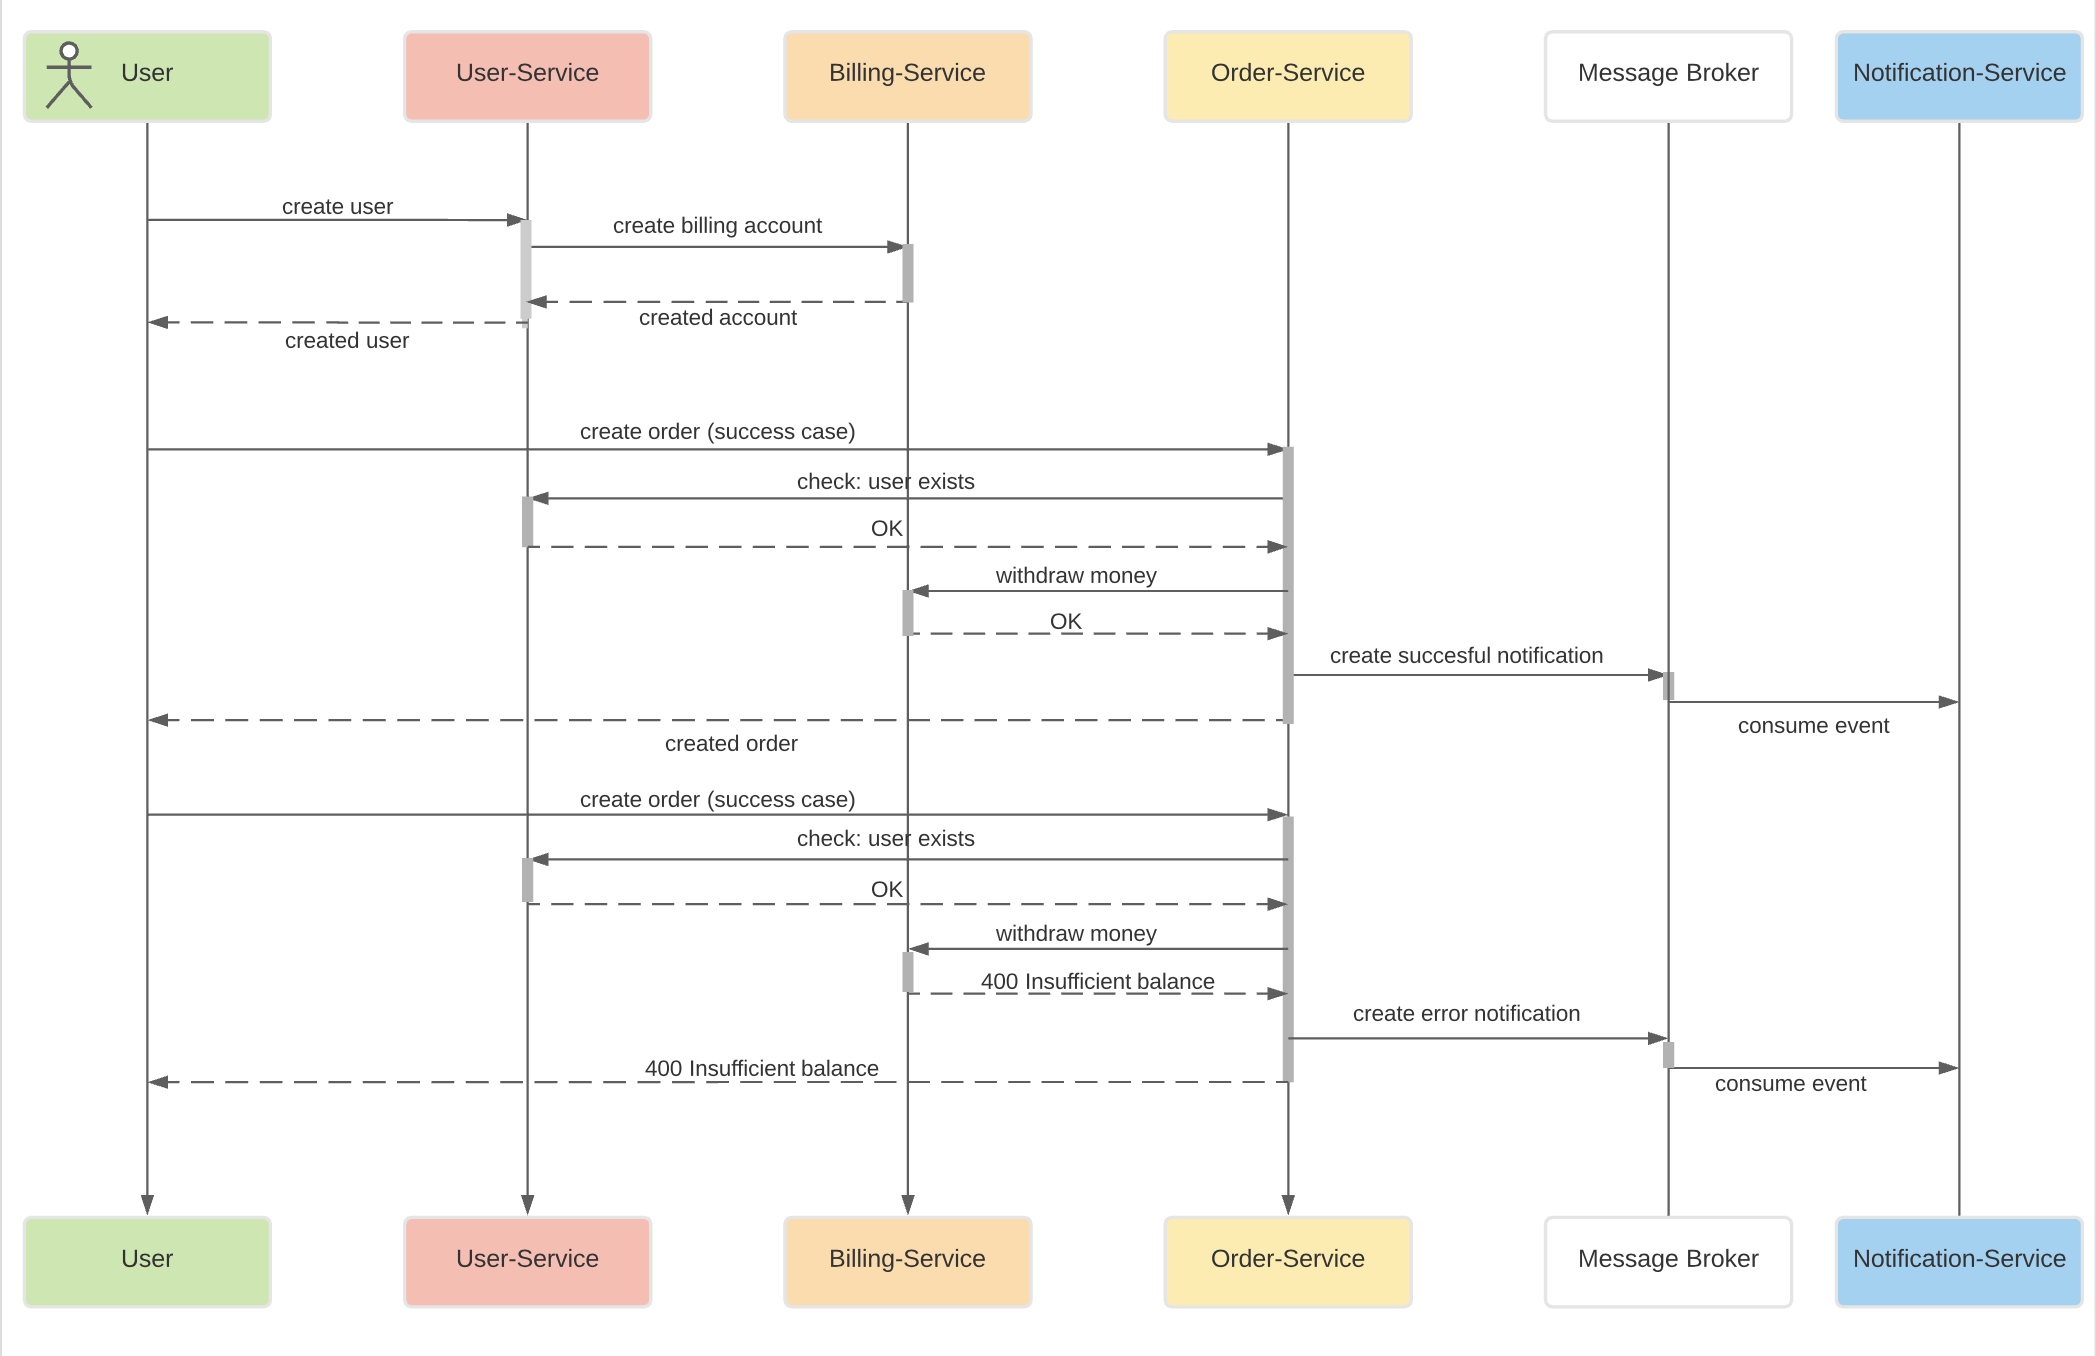 User
User-Service
Billing-Service
Order-Service
Message Broker
Notification-Service
create user
create billing account
created account
created user
create order (success case)
check: user exists
OK
withdraw money
OK
create succesful notification
consume event
created order
create order (success case)
check: user exists
OK
withdraw money
400 Insufficient balance
create error notification
400 Insufficient balance
consume event
User
User-Service
Billing-Service
Order-Service
Message Broker
Notification-Service